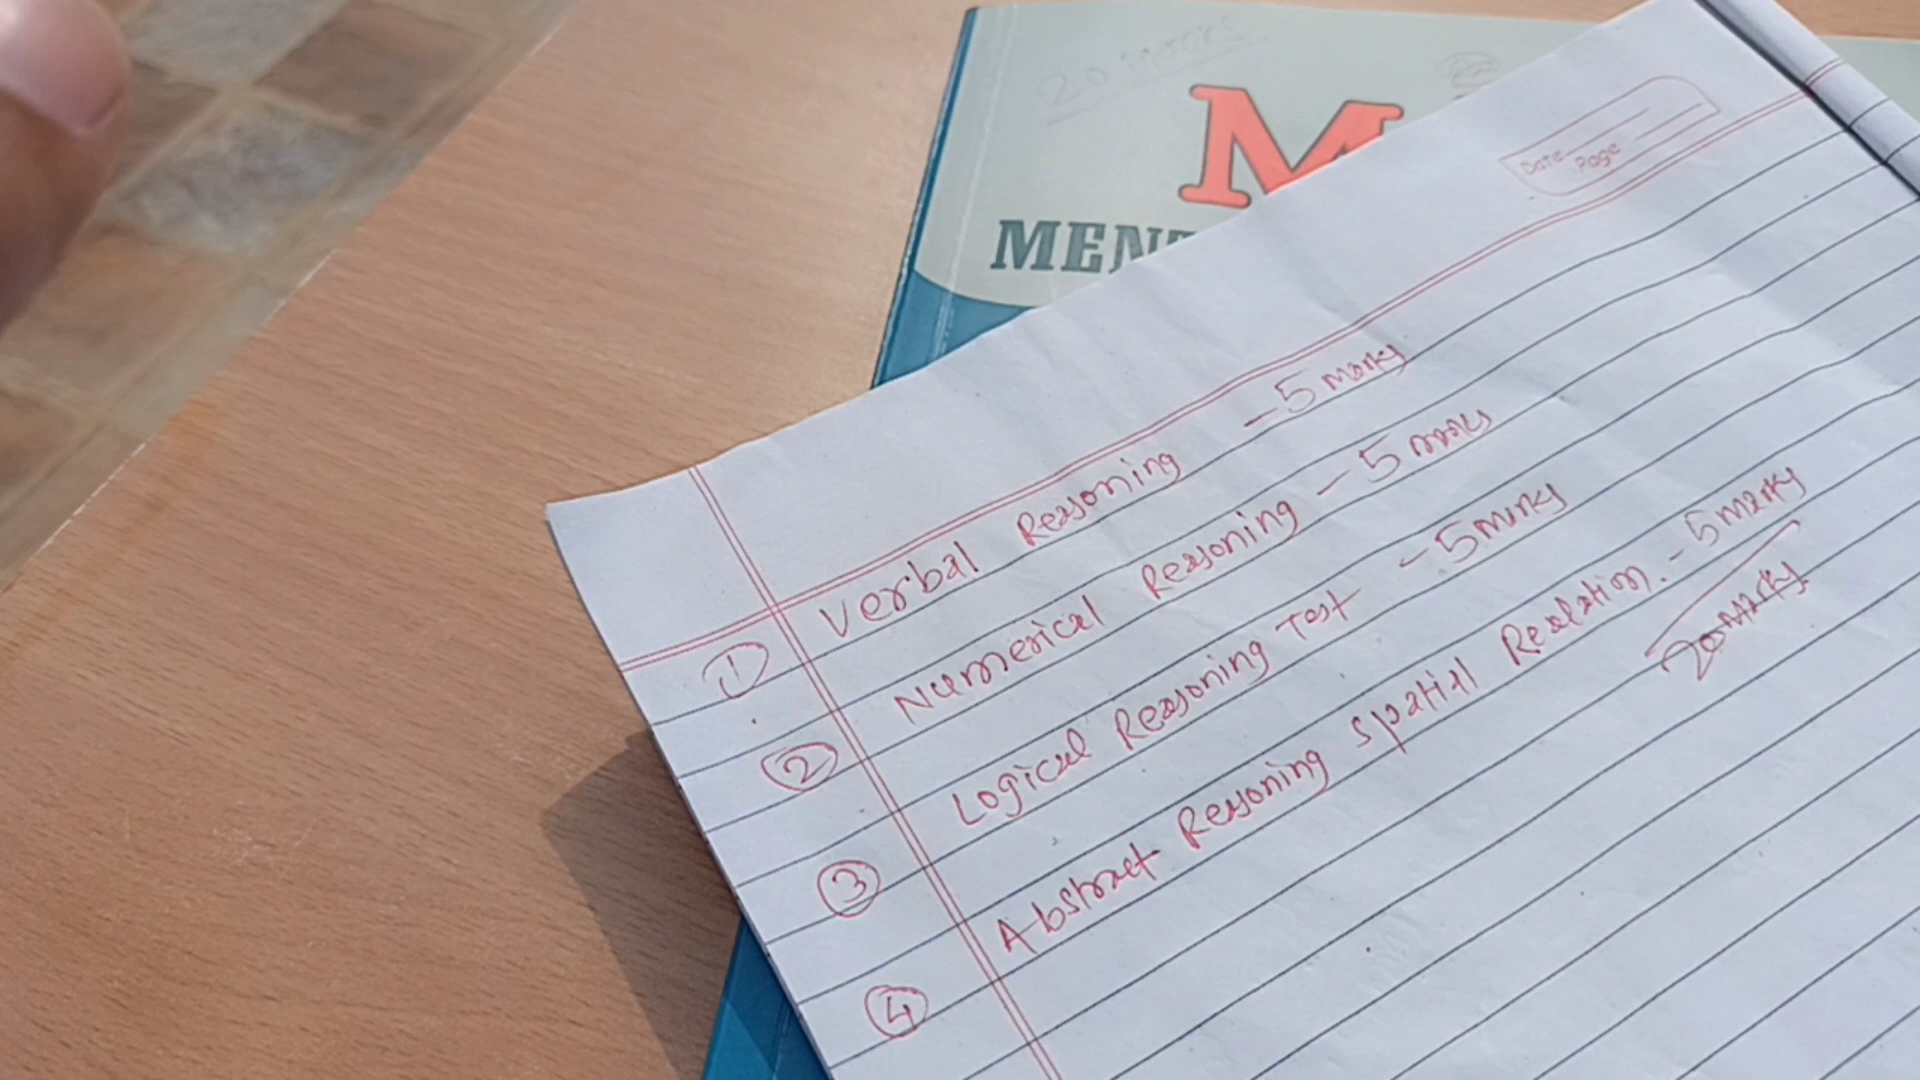 20 Marks
M
MEN
Date
Page
① Verbal Reasoning - 5 marks
② Numerical Reasoning - 5 marks
③ Logical Reasoning Test - 5 marks
④ Abstract Reasoning spatial Realation. - 5 marks
20 Marks.